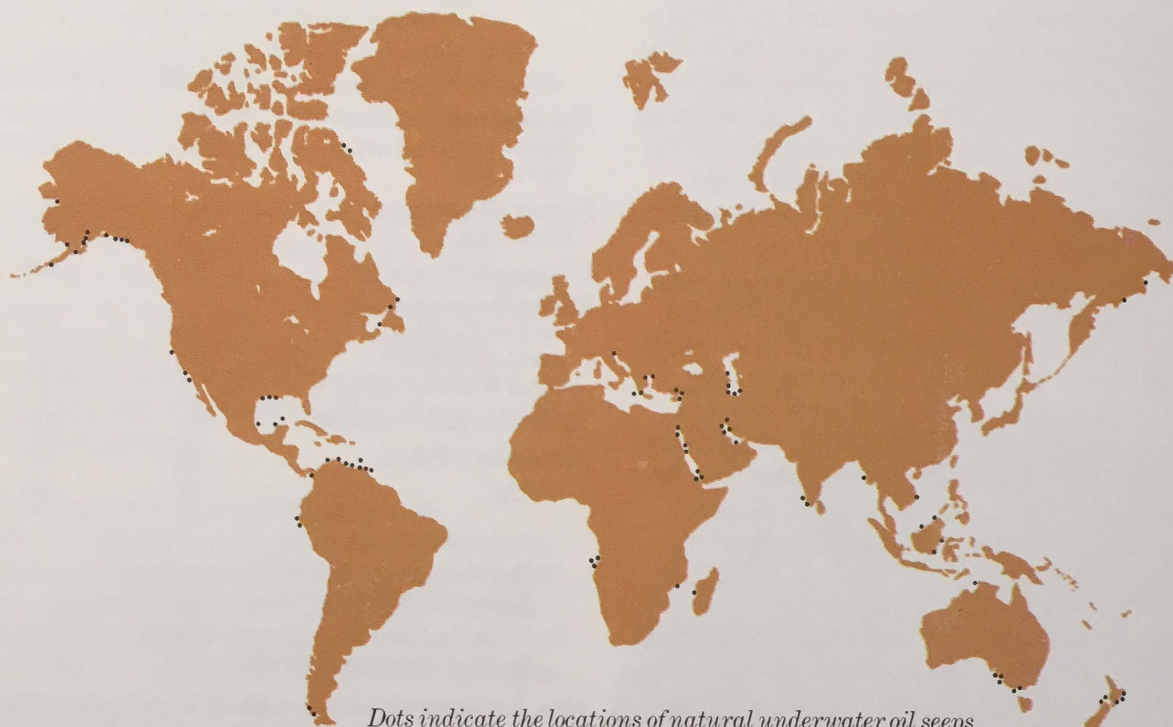 Dots indicate the locations of natural underwater oil seeps